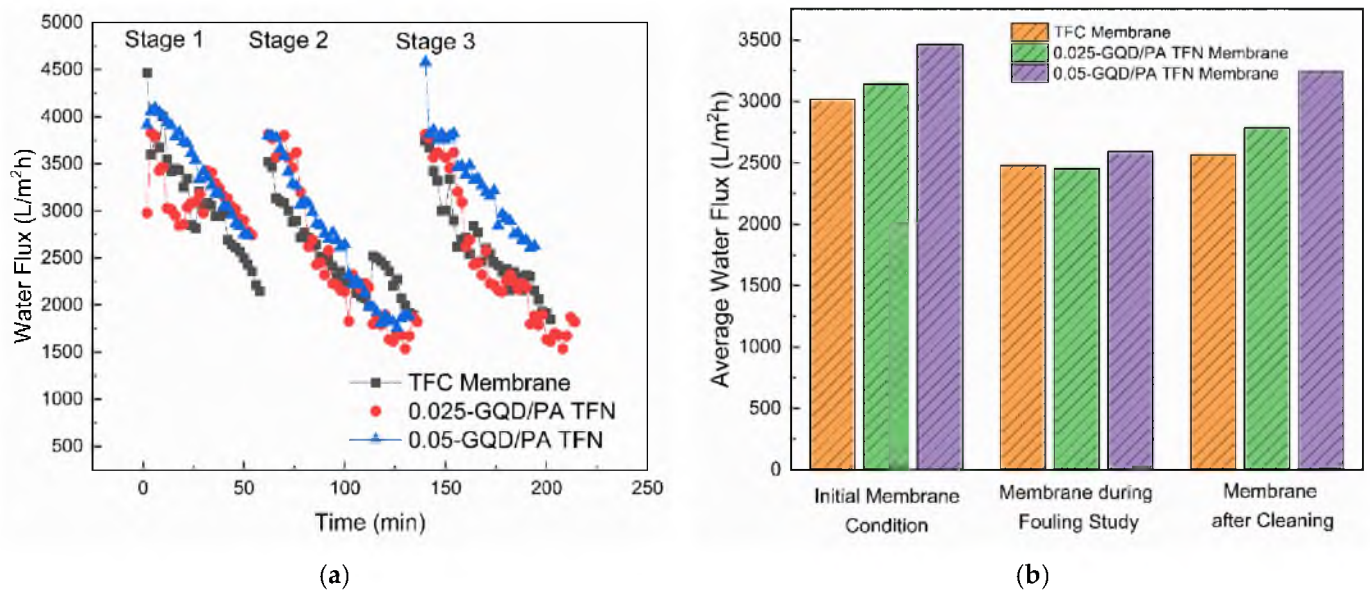 5000
4500
4000
3500
3000
2500
2000
1500
1000
500
Water Flux (L/m²h)
Stage 1
Stage 2
Stage 3
TFC Membrane
0.025-GQD/PA TFN
0.05-GQD/PA TFN
0
50
100
150
200
250
Time (min)
(a)
3500
3000
2500
2000
1500
1000
500
0
Average Water Flux (L/m²h)
TFC Membrane
0.025-GQD/PA TFN Membrane
0.05-GQD/PA TFN Membrane
Initial Membrane
Condition
Membrane during
Fouling Study
Membrane
after Cleaning
(b)